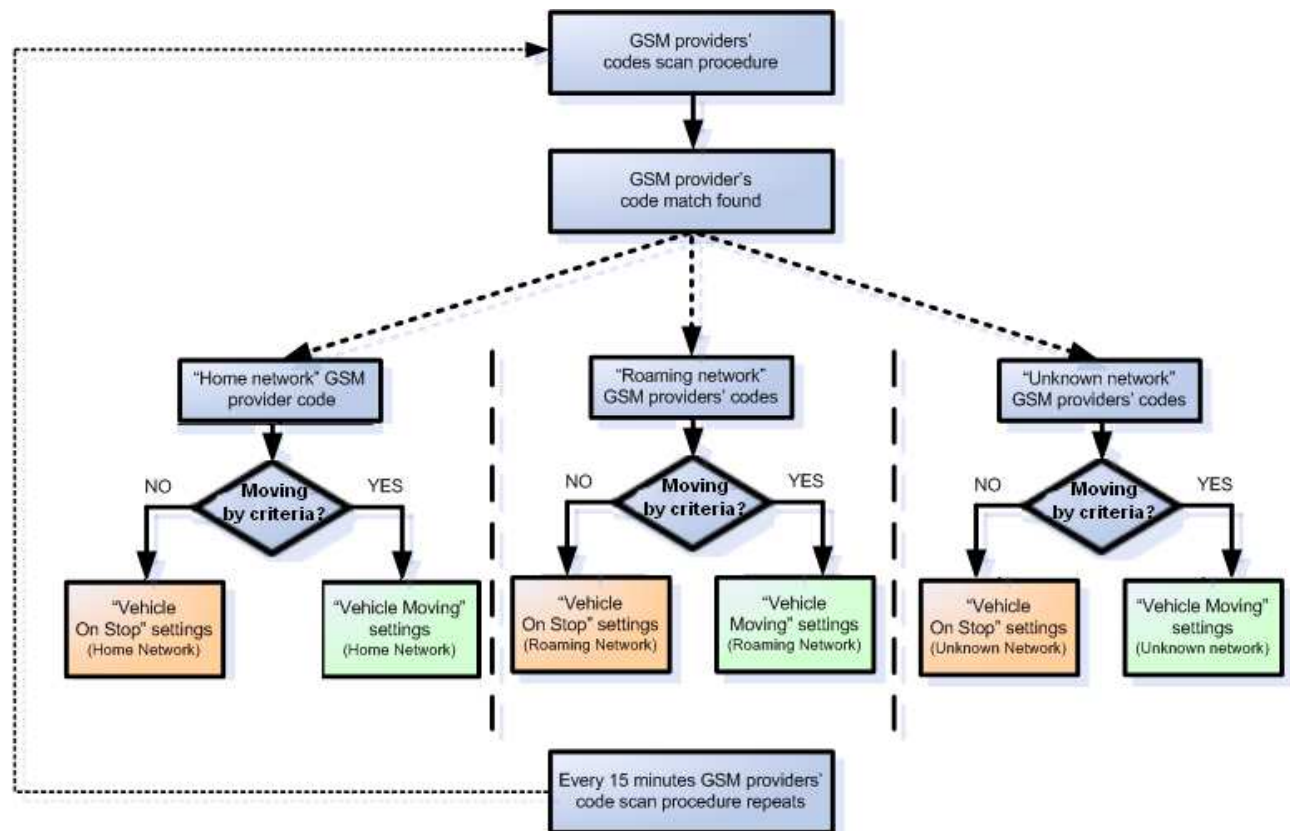 GSM providers'
codes scan procedure
GSM provider's
code match found
"Home network" GSM
provider code
"Roaming network"
GSM providers' codes
"Unknown network"
GSM providers' codes
NO
Moving
by criteria?
YES
NO
Moving
by criteria?
YES
NO
Moving
by criteria?
YES
"Vehicle
On Stop" settings
(Home Network)
"Vehicle Moving"
settings
(Home Network)
"Vehicle
On Stop" settings
(Roaming Network)
"Vehicle
Moving" settings
(Roaming Network)
"Vehicle
On Stop" settings
(Unknown Network)
"Vehicle Moving"
settings
(Unknown network)
Every 15 minutes GSM providers'
code scan procedure repeats